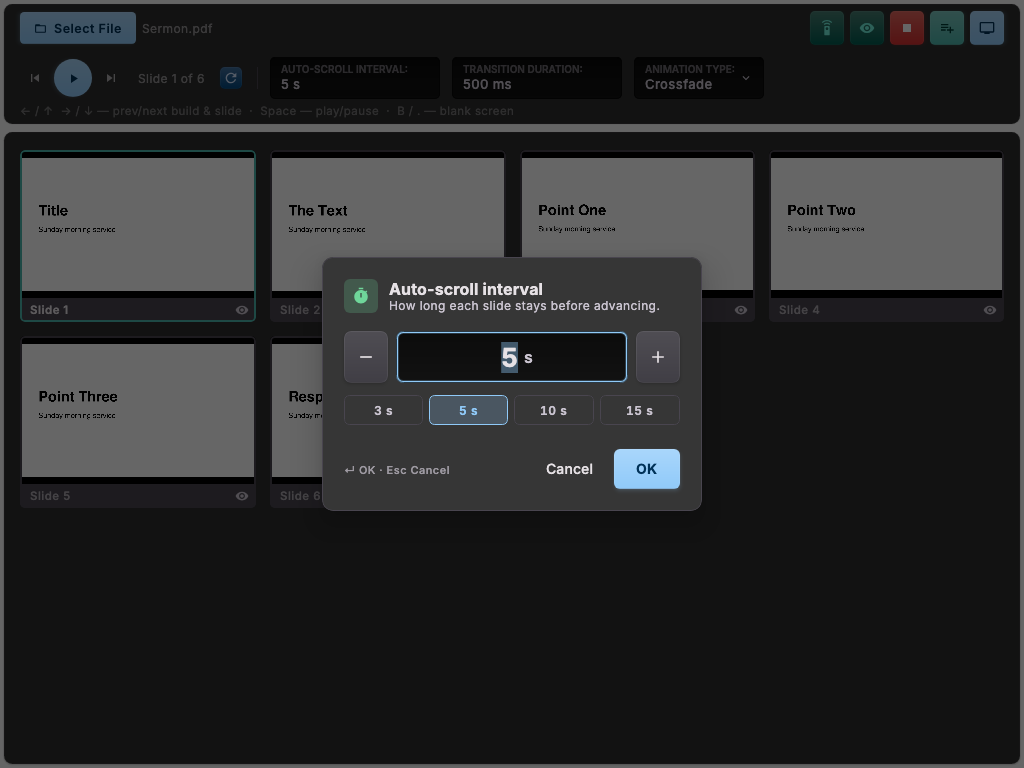 Select File
Sermon.pdf
Slide 1 of 6
AUTO-SCROLL INTERVAL:
5 s
TRANSITION DURATION:
500 ms
ANIMATION TYPE:
Crossfade
← / ↑ → / ↓ — prev/next build & slide · Space — play/pause · B / . — blank screen
Title
Sunday morning service
Slide 1
The Text
Sunday morning service
Slide 2
Point One
Sunday morning service
Point Two
Sunday morning service
Slide 4
Point Three
Sunday morning service
Slide 5
Resp
Sunday
Slide 6
Auto-scroll interval
How long each slide stays before advancing.
−
5 s
+
3 s
5 s
10 s
15 s
↵ OK · Esc Cancel
Cancel
OK